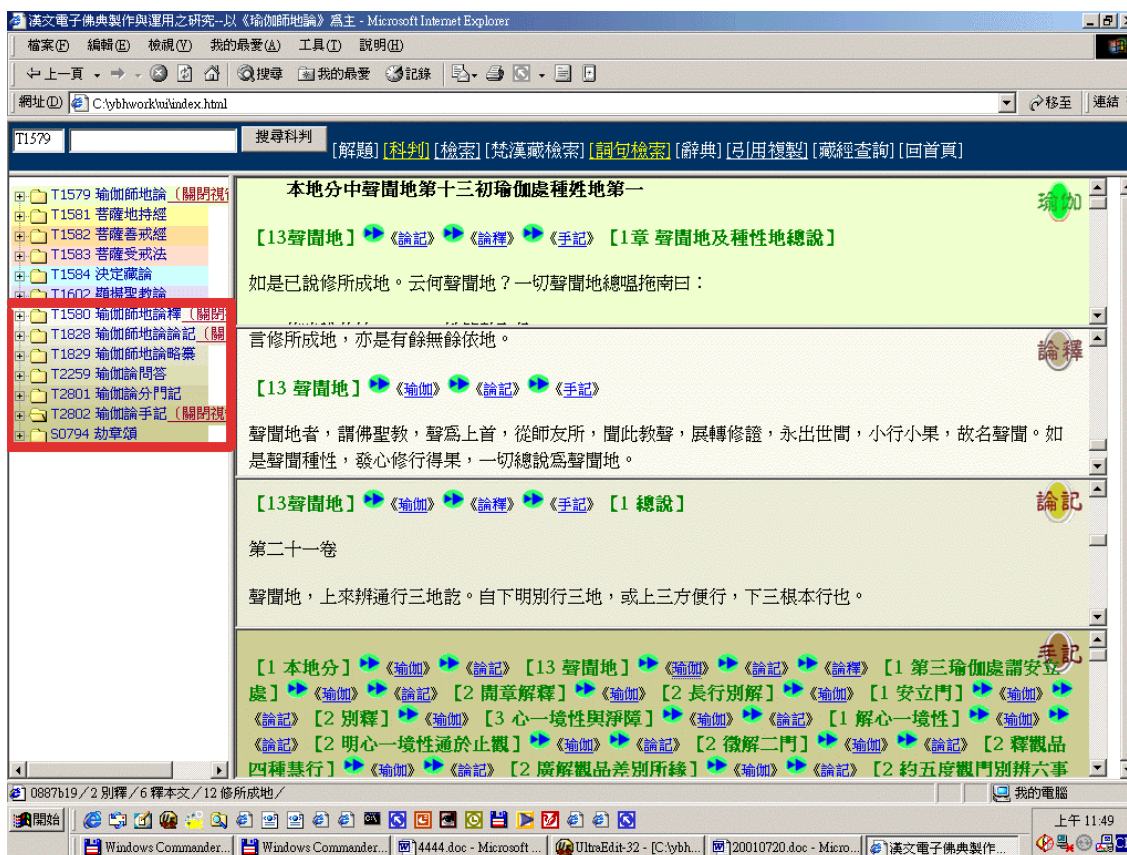 漢文電子佛典製作與運用之研究--以《瑜伽師地論》為主 - Microsoft Internet Explorer
檔案(F) 編輯(E) 檢視(V) 我的最愛(A) 工具(T) 說明(H)
上一頁 搜尋 我的最愛 記錄
網址(D) C:\ybhwork\ui\index.html 移至 連結
T1579 搜尋科判 [解題] [科判] [檢索] [梵漢藏檢索] [詞句檢索] [辭典] [引用複製] [藏經查詢] [回首頁]
T1579 瑜伽師地論 (關閉視
T1581 菩薩地持經
T1582 菩薩善戒經
T1583 菩薩受戒法
T1584 決定藏論
T1602 顯揚聖教論
T1580 瑜伽師地論釋 (關閉
T1828 瑜伽師地論論記 (關
T1829 瑜伽師地論略纂
T2259 瑜伽論問答
T2801 瑜伽論分門記
T2802 瑜伽論手記 (關閉視
S0794 劫章頌
本地分中聲聞地第十三初瑜伽處種姓地第一
瑜伽
[13聲聞地] 《論記》 《論釋》 《手記》 [1章 聲聞地及種性地總說]
如是已說修所成地。云何聲聞地?一切聲聞地總嗢拖南曰:
言修所成地,亦是有餘無餘依地。
論釋
[13 聲聞地] 《瑜伽》 《論記》 《手記》
聲聞地者,謂佛聖教,聲為上首,從師友所,聞此教聲,展轉修證,永出世間,小行小果,故名聲聞。如
是聲聞種性,發心修行得果,一切總說為聲聞地。
[13聲聞地] 《瑜伽》 《論釋》 《手記》 [1 總說]
論記
第二十一卷
聲聞地,上來辨通行三地訖。自下明別行三地,或上三方便行,下三根本行也。
手記
[1 本地分] 《瑜伽》 《論記》 [13 聲聞地] 《瑜伽》 《論記》 《論釋》 [1 第三瑜伽處謂安立
處] 《瑜伽》 《論記》 [2 開章解釋] 《瑜伽》 [2 長行別解] 《瑜伽》 [1 安立門] 《瑜伽》
《論記》 [2 別釋] 《瑜伽》 [3 心一境性與淨障] 《瑜伽》 《論記》 [1 解心一境性] 《瑜伽》
《論記》 [2 明心一境性通於止觀] 《瑜伽》 《論記》 [2 徵解二門] 《瑜伽》 《論記》 [2 釋觀品
四種慧行] 《瑜伽》 《論記》 [2 廣解觀品差別所緣] 《瑜伽》 《論記》 [2 約五度觀門別辨六事
0887b19/2 別釋/6 釋本文/12 修所成地/ 我的電腦
開始 上午 11:49
Windows Commander... Windows Commander... 4444.doc - Microsoft ... UltraEdit-32 - [C:\ybh... 20010720.doc - Micro... 漢文電子佛典製作...